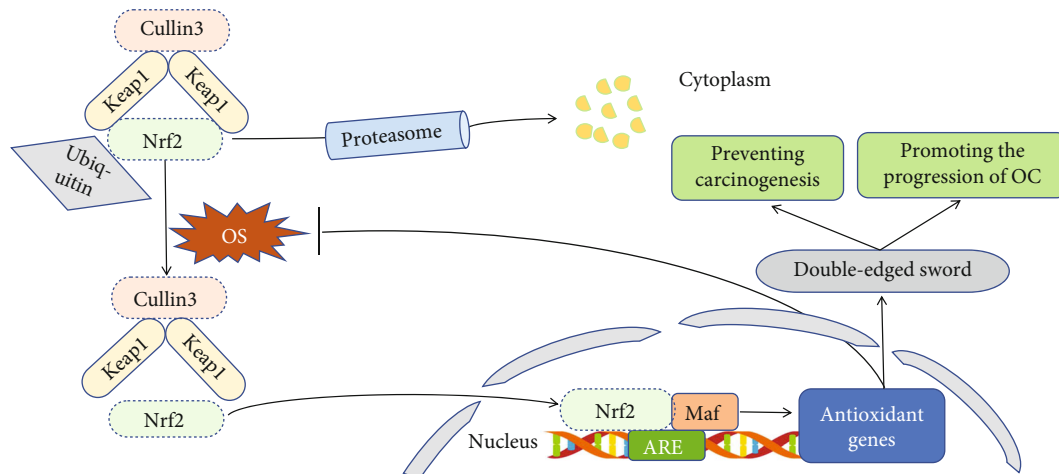 Cullin3
Keap1
Keap1
Nrf2
Ubiq-
uitin
Proteasome
Cytoplasm
Preventing
carcinogenesis
Promoting the
progression of OC
OS
Double-edged sword
Cullin3
Keap1
Keap1
Nrf2
Nrf2
Maf
Antioxidant
genes
Nucleus
ARE